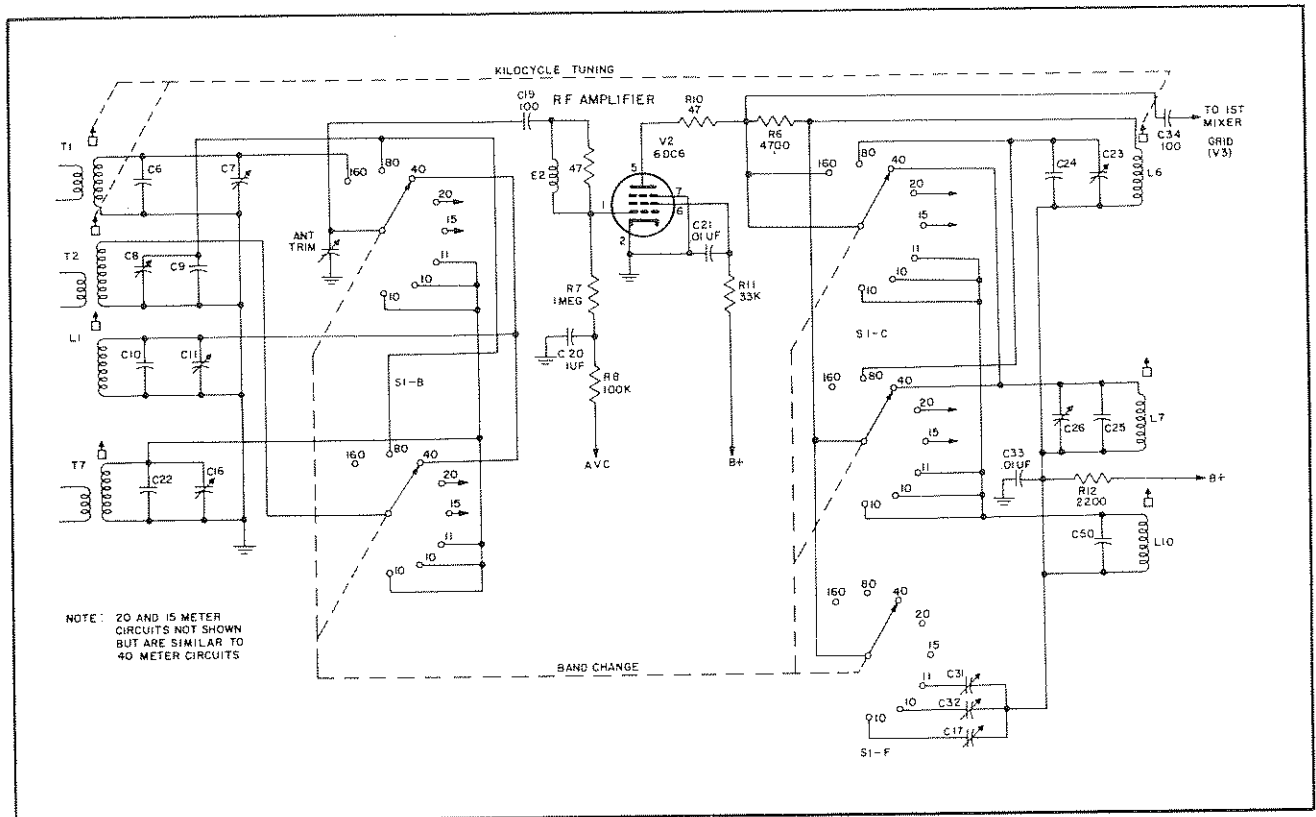 KILOCYCLE TUNING
C19
100
RF AMPLIFIER
R10
47
V2
6DC6
R6
4700
C34
100
TO 1ST
MIXER
GRID
(V3)
T1
C6
C7
160
80
40
20
15
11
10
10
ANT
TRIM
E2
47
5
7
6
1
2
C21
.01UF
R7
1MEG
R11
33K
C20
.1UF
R8
100K
AVC
B+
160
80
40
20
15
11
10
10
S1-C
C24
C23
L6
T2
C8
C9
L1
C10
C11
S1-B
T7
C22
C16
160
80
40
20
15
11
10
10
160
80
40
20
15
11
10
10
C26
C25
L7
C33
.01UF
R12
2200
B+
C50
L10
NOTE: 20 AND 15 METER
CIRCUITS NOT SHOWN
BUT ARE SIMILAR TO
40 METER CIRCUITS
BAND CHANGE
160
80
40
20
15
11
10
10
C31
C32
C17
S1-F